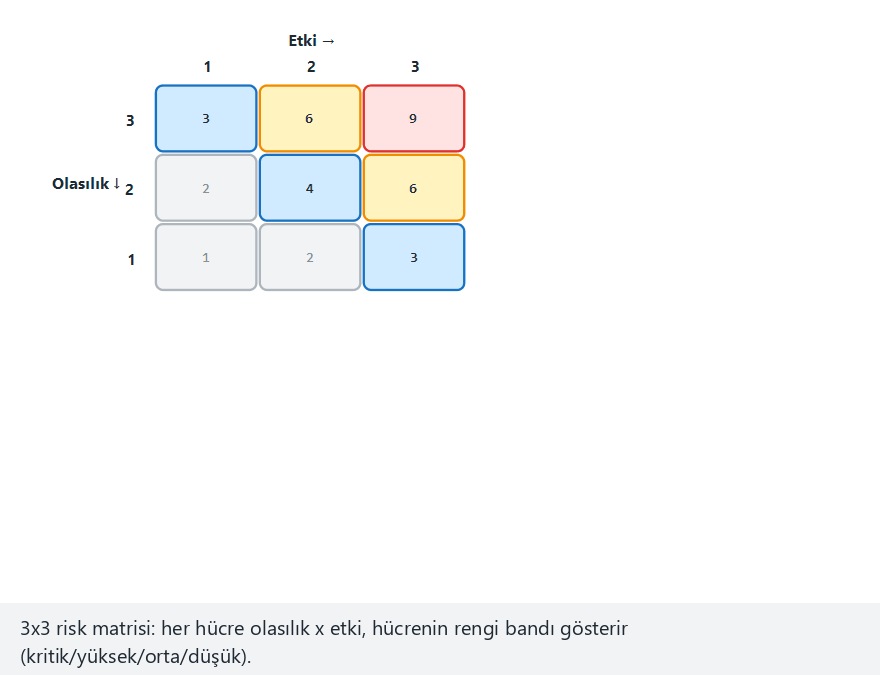 Etki →
1 2 3
3 3 6 9
Olasılık ↓ 2 2 4 6
1 1 2 3
3x3 risk matrisi: her hücre olasılık x etki, hücrenin rengi bandı gösterir
(kritik/yüksek/orta/düşük).